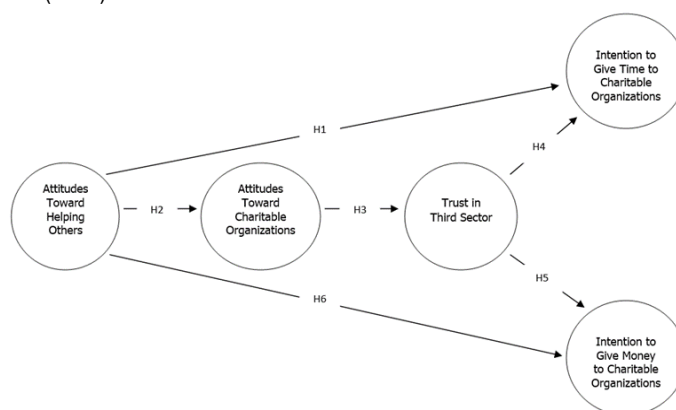 Intention to
Give Time to
Charitable
Organizations
H1
H4
Attitudes
Toward
Helping
Others
H2
Attitudes
Toward
Charitable
Organizations
H3
Trust in
Third Sector
H5
H6
Intention to
Give Money
to Charitable
Organizations